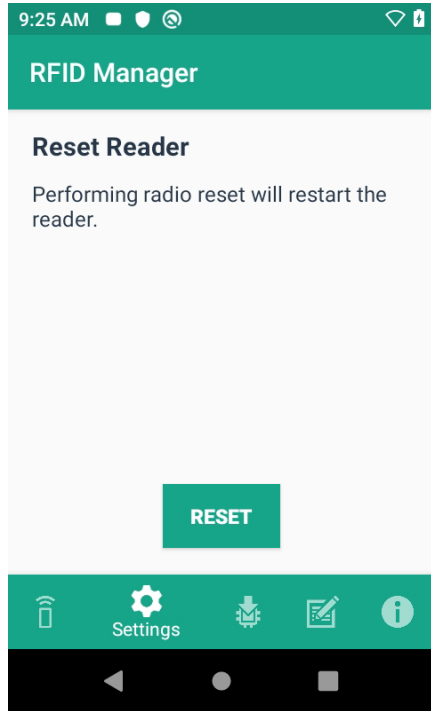 9:25 AM
RFID Manager
Reset Reader
Performing radio reset will restart the
reader.
RESET
Settings